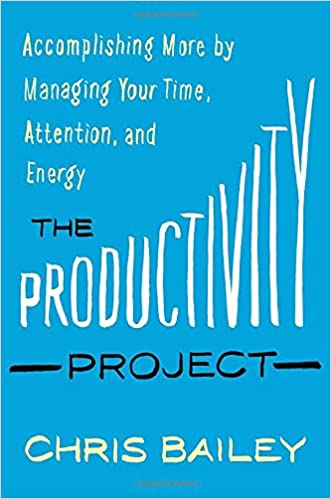 Accomplishing More by
Managing Your Time,
Attention, and
Energy
THE
PRODUCTIVITY
PROJECT
CHRIS BAILEY